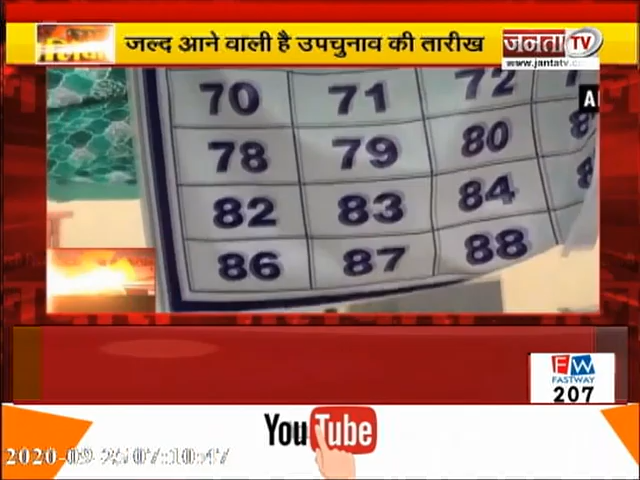 जल्द आने वाली है उपचुनाव की तारीख
जनता TV
www.jantatv.c
A
70 71 72
78 79 80
82 83 84
86 87 88
FW
FASTWAY
207
YouTube
2020-09-25 07:10:47